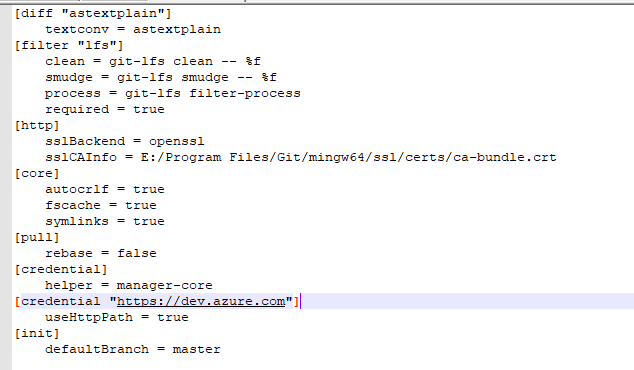 [diff "astextplain"]
    textconv = astextplain
[filter "lfs"]
    clean = git-lfs clean -- %f
    smudge = git-lfs smudge -- %f
    process = git-lfs filter-process
    required = true
[http]
    sslBackend = openssl
    sslCAInfo = E:/Program Files/Git/mingw64/ssl/certs/ca-bundle.crt
[core]
    autocrlf = true
    fscache = true
    symlinks = true
[pull]
    rebase = false
[credential]
    helper = manager-core
[credential "https://dev.azure.com"]
    useHttpPath = true
[init]
    defaultBranch = master